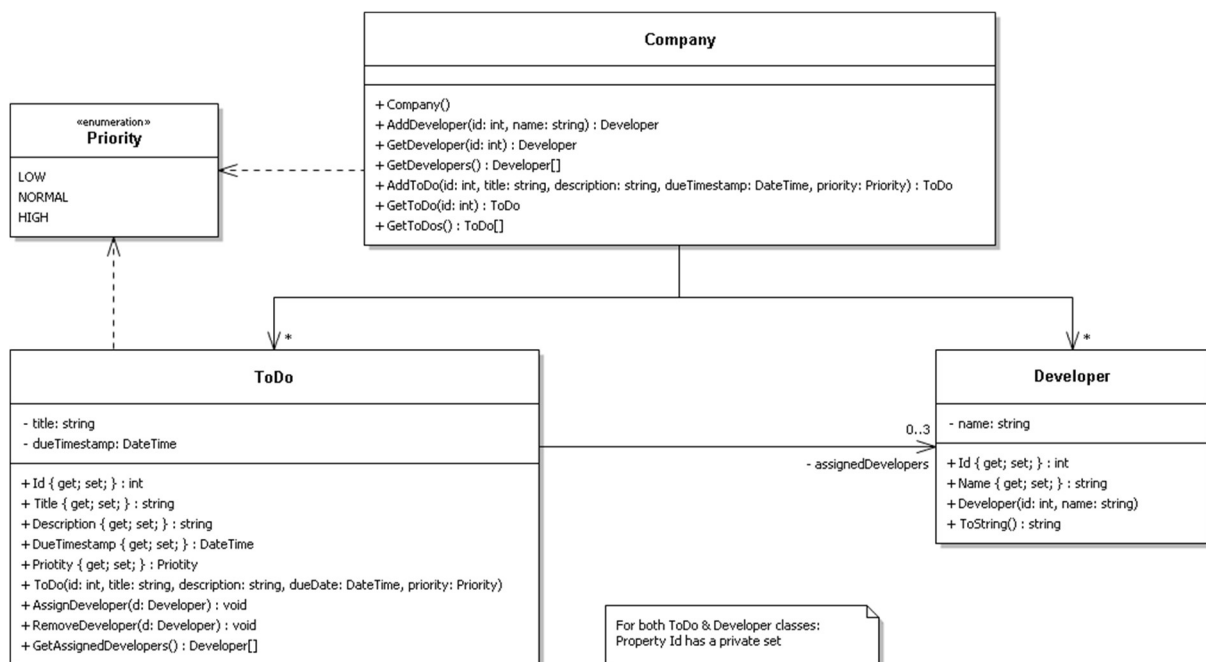 Company
+ Company()
+ AddDeveloper(id: int, name: string) : Developer
+ GetDeveloper(id: int) : Developer
+ GetDevelopers() : Developer[]
+ AddToDo(id: int, title: string, description: string, dueTimestamp: DateTime, priority: Priority) : ToDo
+ GetToDo(id: int) : ToDo
+ GetToDos() : ToDo[]
«enumeration»
Priority
LOW
NORMAL
HIGH
*
*
ToDo
- title: string
- dueTimestamp: DateTime
+ Id { get; set; } : int
+ Title { get; set; } : string
+ Description { get; set; } : string
+ DueTimestamp { get; set; } : DateTime
+ Priotity { get; set; } : Priotity
+ ToDo(id: int, title: string, description: string, dueDate: DateTime, priority: Priority)
+ AssignDeveloper(d: Developer) : void
+ RemoveDeveloper(d: Developer) : void
+ GetAssignedDevelopers() : Developer[]
0..3
- assignedDevelopers
Developer
- name: string
+ Id { get; set; } : int
+ Name { get; set; } : string
+ Developer(id: int, name: string)
+ ToString() : string
For both ToDo & Developer classes:
Property Id has a private set